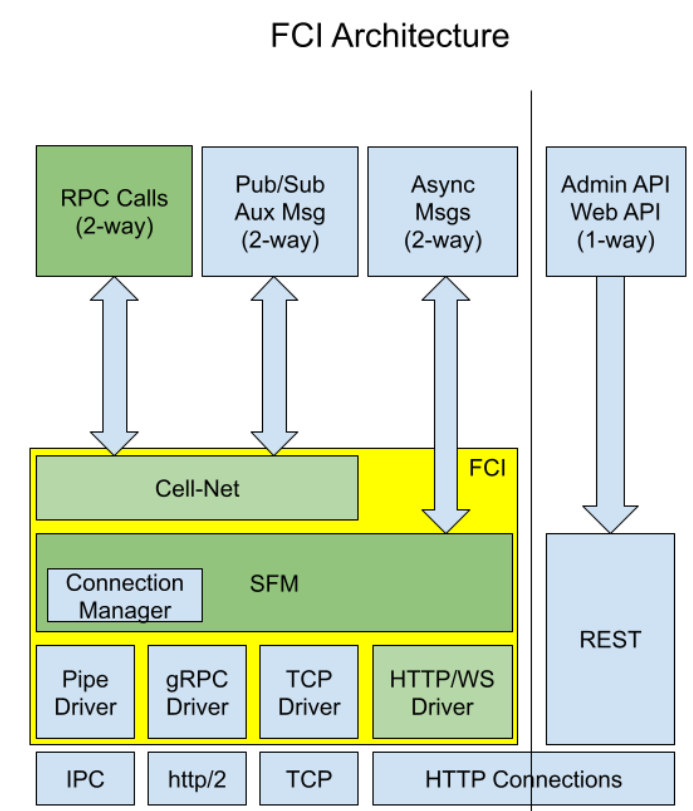 FCI Architecture
RPC Calls
(2-way)
Pub/Sub
Aux Msg
(2-way)
Async
Msgs
(2-way)
Admin API
Web API
(1-way)
FCI
Cell-Net
Connection
Manager
SFM
REST
Pipe
Driver
gRPC
Driver
TCP
Driver
HTTP/WS
Driver
IPC
http/2
TCP
HTTP Connections